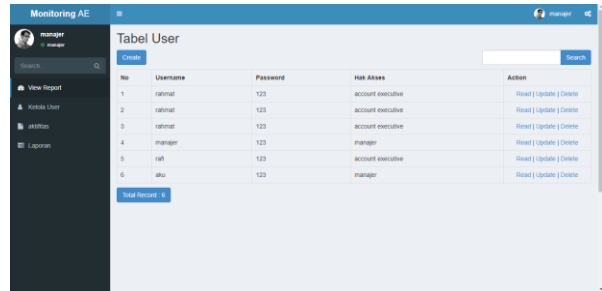 Monitoring AE
manajer
manajer
manajer
Search...
View Report
Kelola User
aktifitas
Laporan
Tabel User
Create
Search
No Username Password Hak Akses Action
1 rahmat 123 account executive Read | Update | Delete
2 rahmat 123 account executive Read | Update | Delete
3 rahmat 123 account executive Read | Update | Delete
4 manajer 123 manajer Read | Update | Delete
5 rafi 123 account executive Read | Update | Delete
6 aku 123 manajer Read | Update | Delete
Total Record : 6